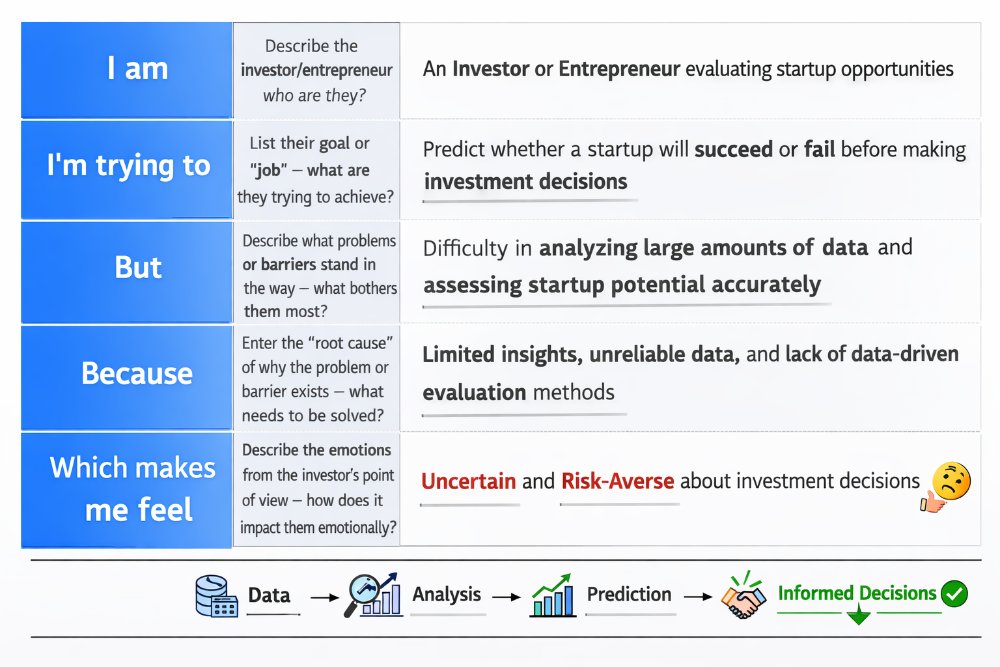 I am
Describe the
investor/entrepreneur
who are they?
An Investor or Entrepreneur evaluating startup opportunities
I'm trying to
List their goal or
“job” – what are
they trying to achieve?
Predict whether a startup will succeed or fail before making
investment decisions
But
Describe what problems
or barriers stand in
the way – what bothers
them most?
Difficulty in analyzing large amounts of data and
assessing startup potential accurately
Because
Enter the “root cause”
of why the problem or
barrier exists – what
needs to be solved?
Limited insights, unreliable data, and lack of data-driven
evaluation methods
Which makes
me feel
Describe the emotions
from the investor’s point
of view – how does it
impact them emotionally?
Uncertain and Risk-Averse about investment decisions
Data
Analysis
Prediction
Informed Decisions